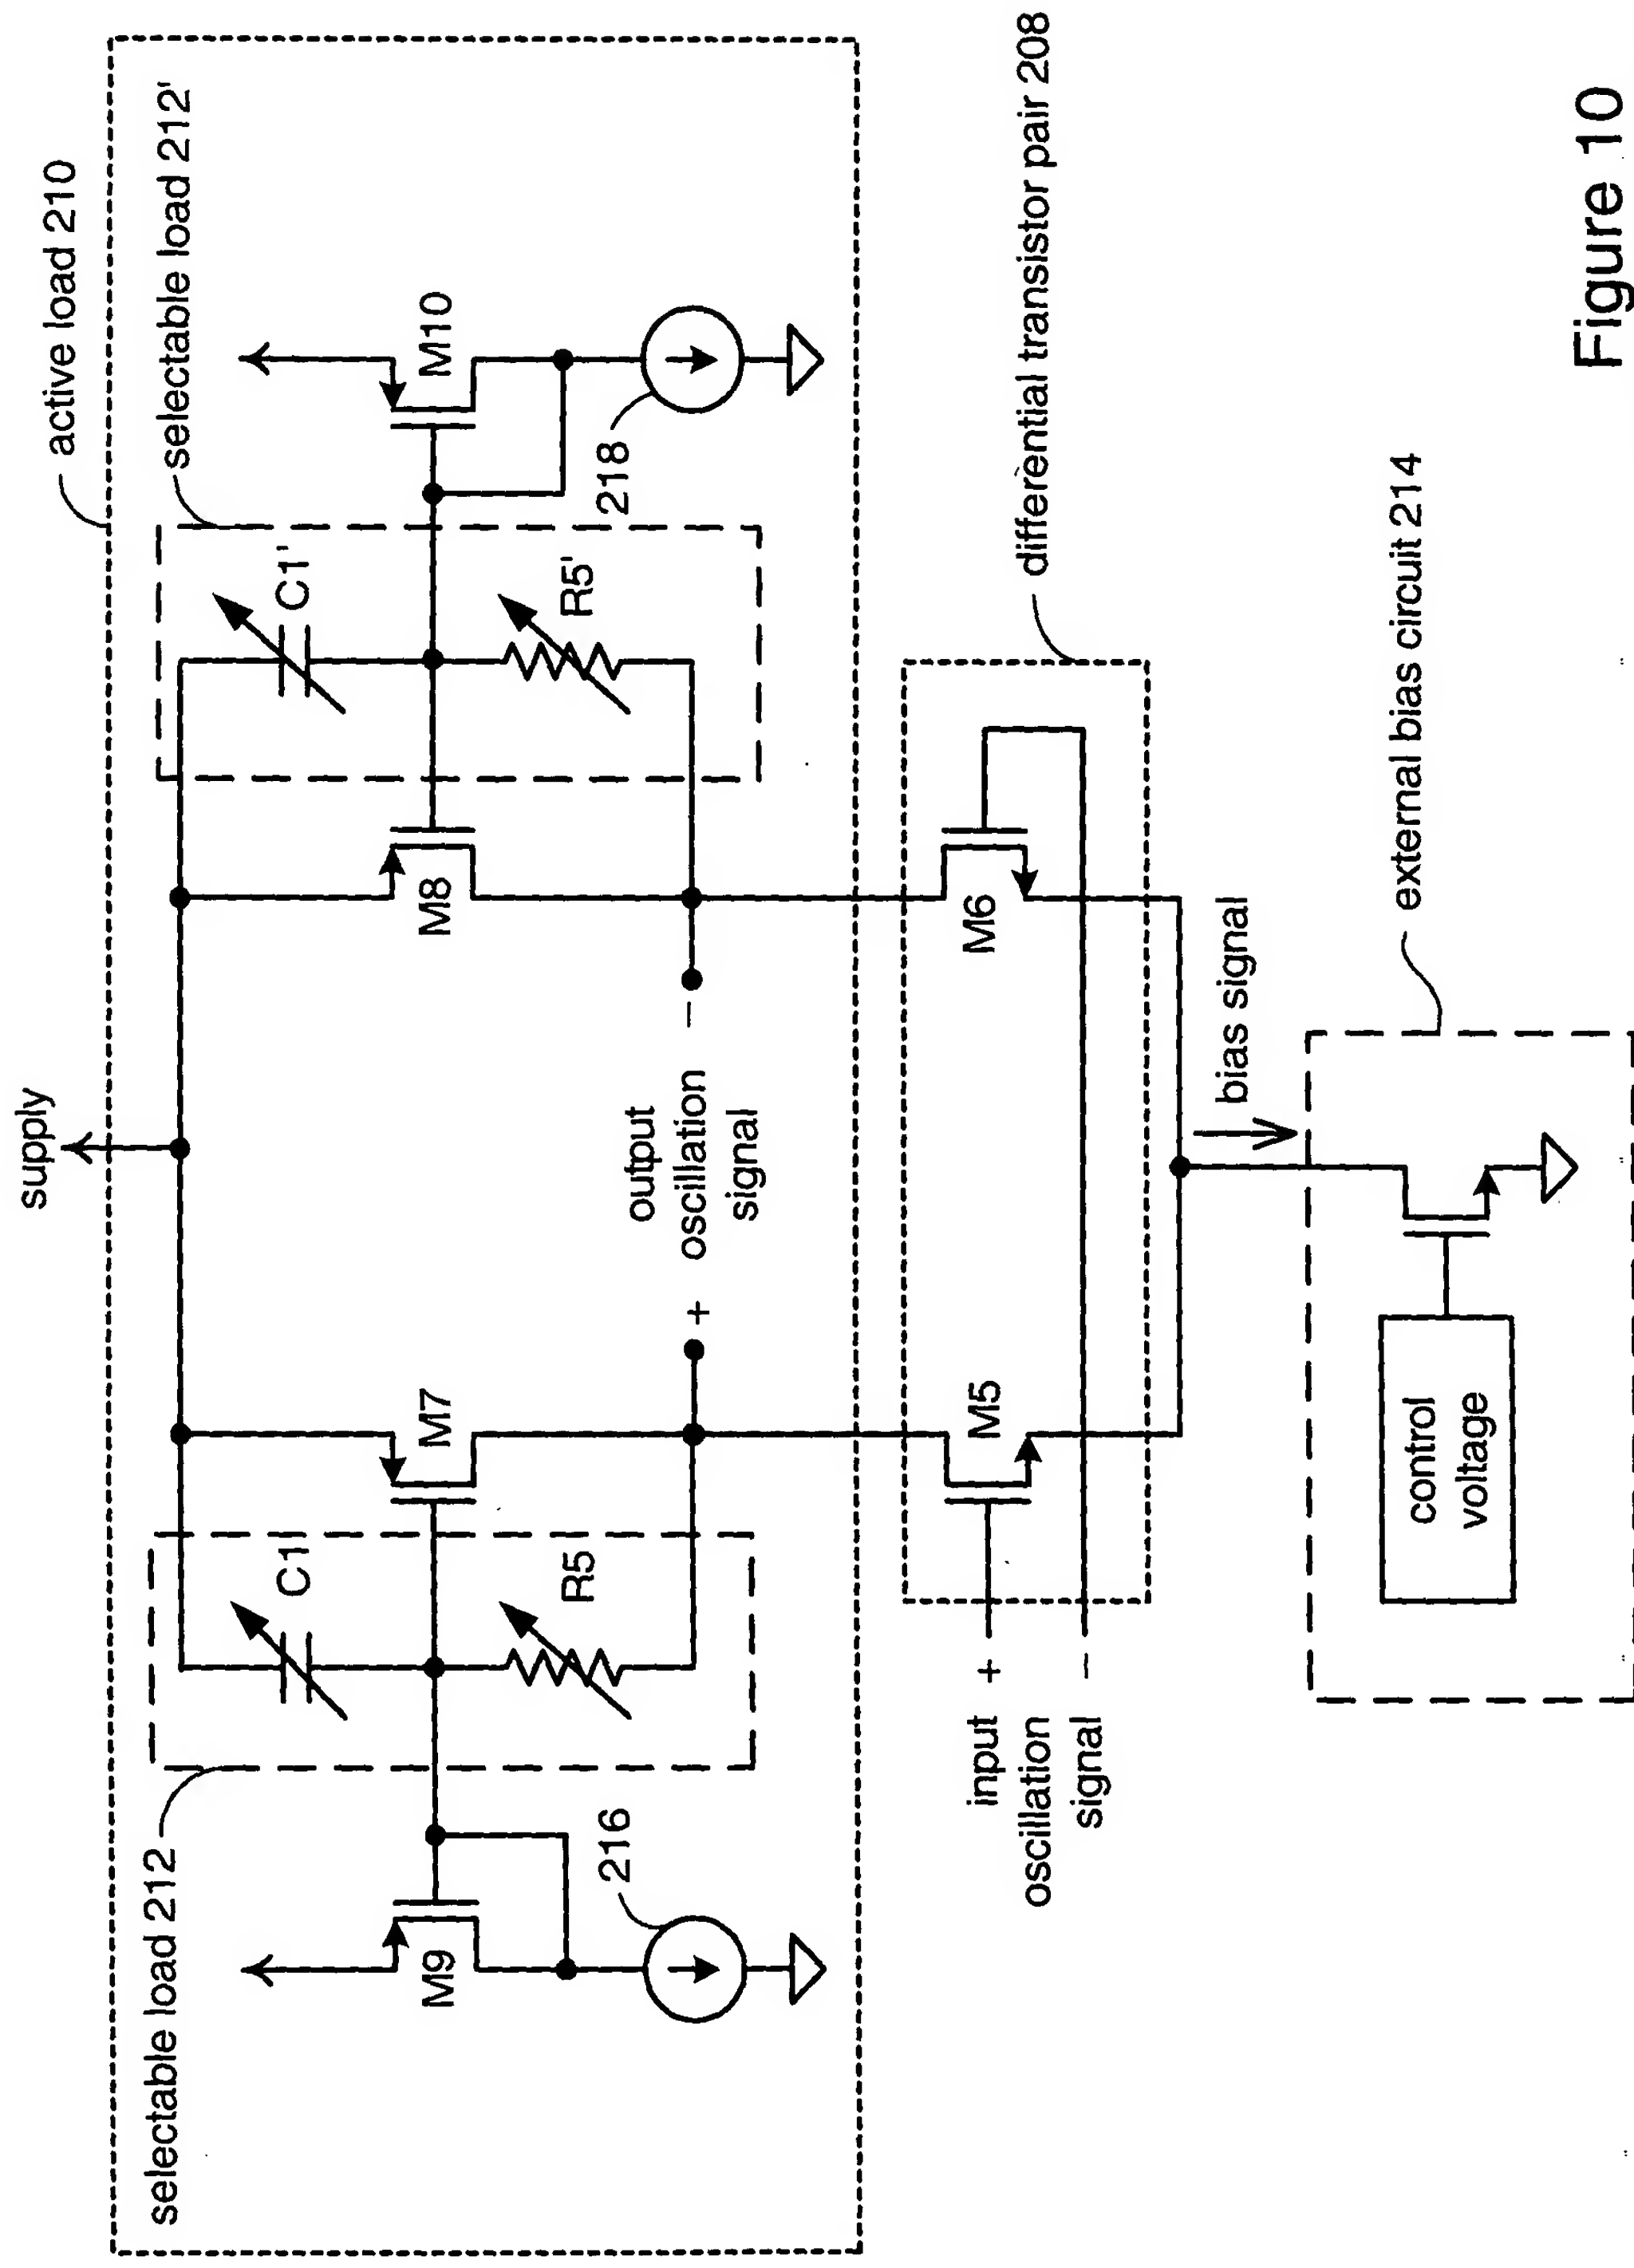 supply
active load 210
selectable load 212
selectable load 212'
C1
C1'
M9
M7
M8
M10
R5
R5'
216
218
+
output
oscillation
signal
–
differential transistor pair 208
input +
oscillation
signal –
M5
M6
bias signal
external bias circuit 214
control
voltage
Figure 10